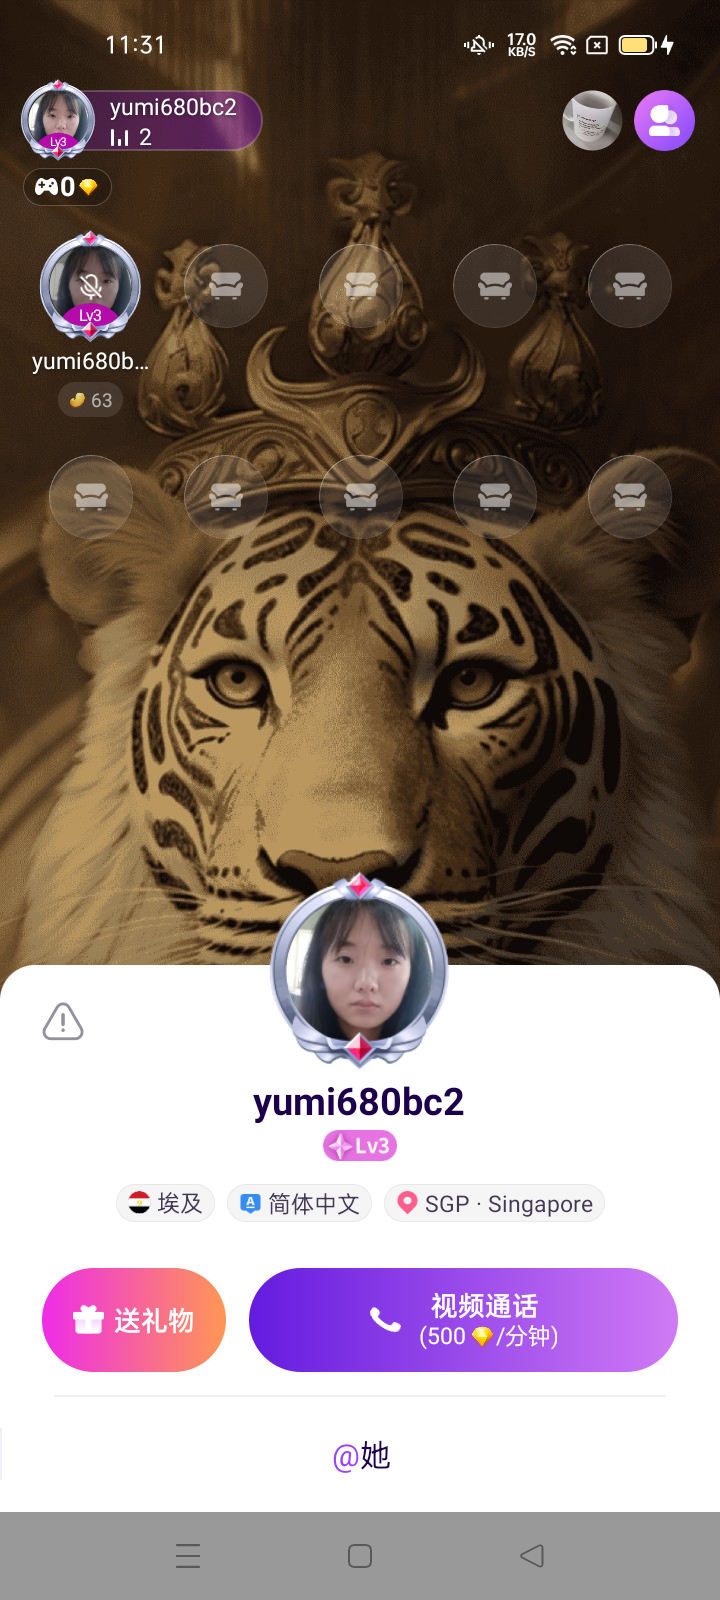 11:31
17.0
KB/S
yumi680bc2
2
Lv3
0
Lv3
yumi680b...
63
yumi680bc2
Lv3
埃及
简体中文
SGP · Singapore
送礼物
视频通话
(500 /分钟)
@她